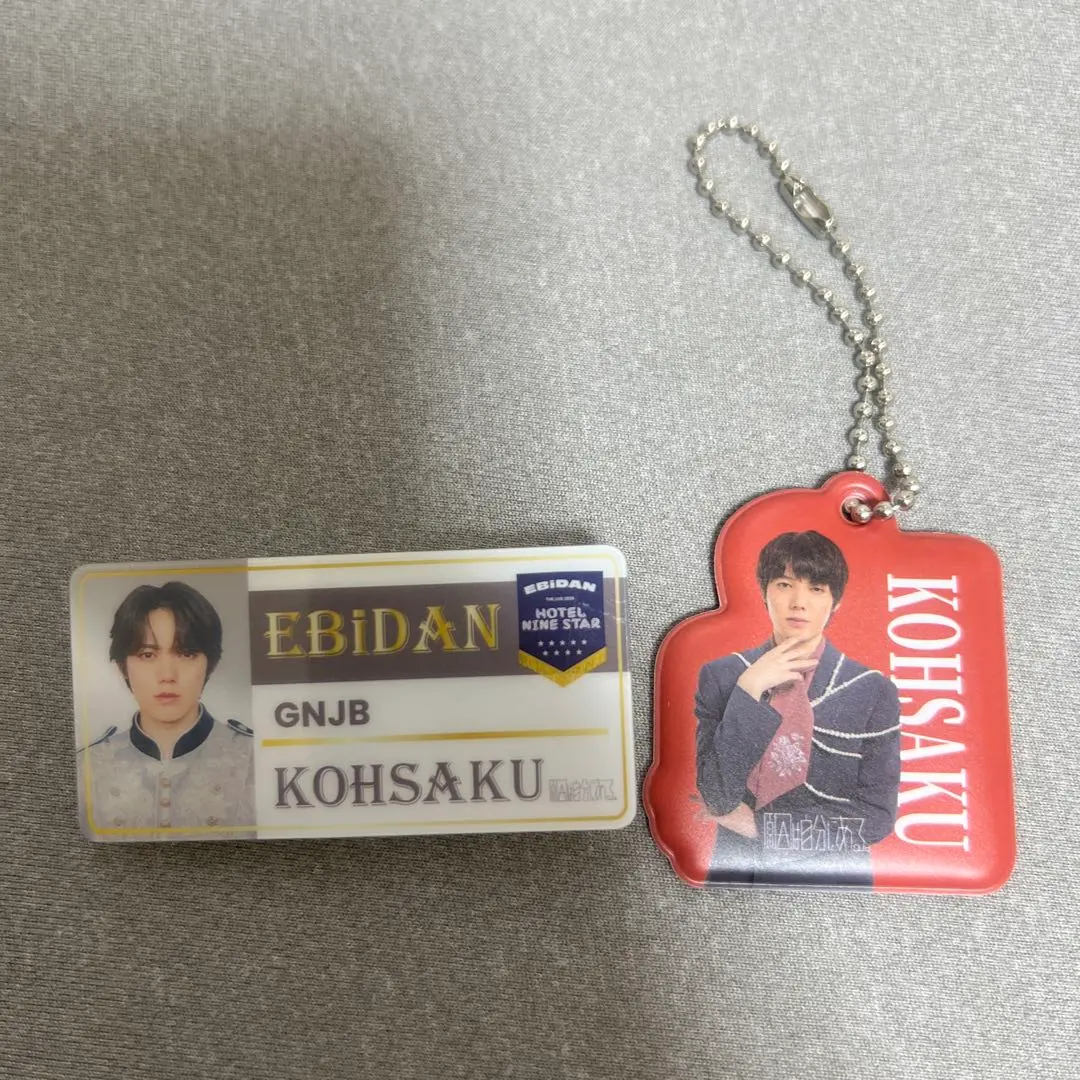 EBiDAN
EBiDAN
HOTEL
NINE STAR
GNJB
KOHSAKU
KOHSAKU